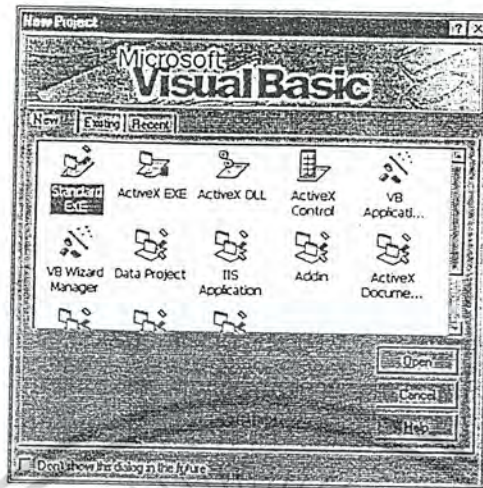 New Project
Microsoft
Visual Basic
New Existing Recent
Standard EXE
ActiveX EXE
ActiveX DLL
ActiveX Control
VB Applicati...
VB Wizard Manager
Data Project
IIS Application
Addin
ActiveX Docume...
Open
Cancel
Help
Don't show this dialog in the future